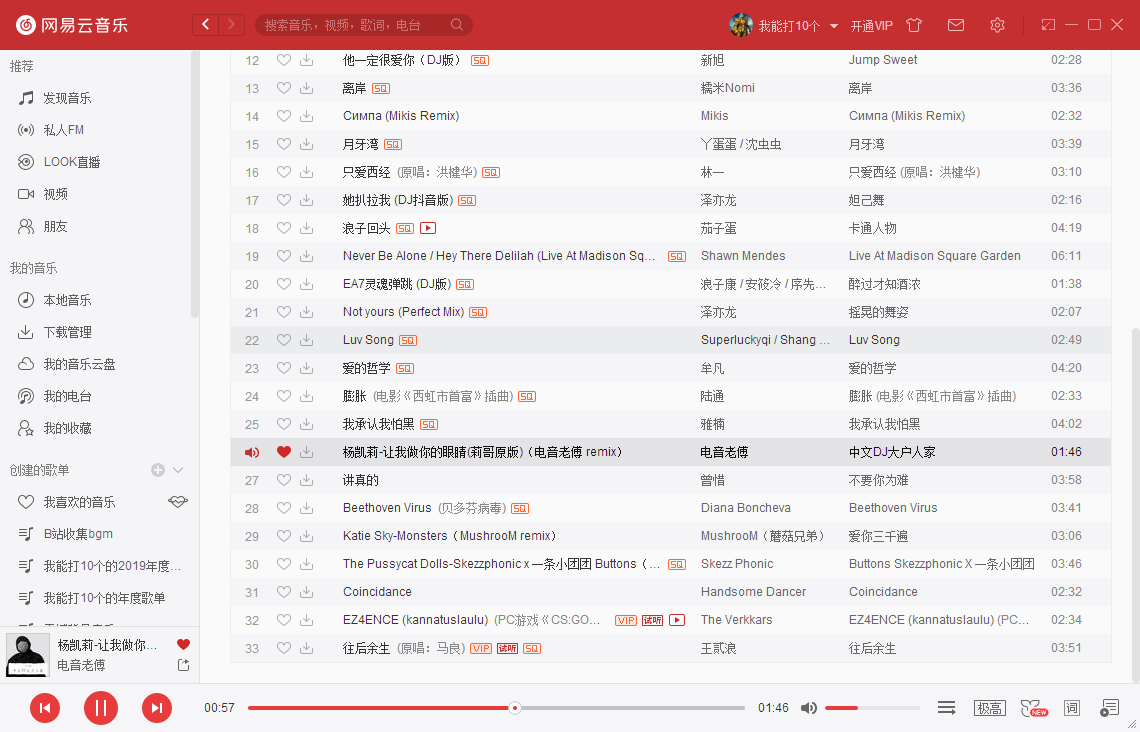 网易云音乐
搜索音乐，视频，歌词，电台
我能打10个
开通VIP
推荐
发现音乐
私人FM
LOOK直播
视频
朋友
我的音乐
本地音乐
下载管理
我的音乐云盘
我的电台
我的收藏
创建的歌单
我喜欢的音乐
B站收集bgm
我能打10个的2019年度...
我能打10个的年度歌单
12 他一定很爱你（DJ版） SQ 新旭 Jump Sweet 02:28
13 离岸 SQ 糯米Nomi 离岸 03:36
14 Симпа (Mikis Remix) Mikis Симпа (Mikis Remix) 02:32
15 月牙湾 SQ 丫蛋蛋 / 沈虫虫 月牙湾 03:39
16 只爱西经 (原唱：洪楗华) SQ 林一 只爱西经 (原唱：洪楗华) 03:10
17 她扒拉我 (DJ抖音版) SQ 泽亦龙 妲己舞 02:16
18 浪子回头 SQ 茄子蛋 卡通人物 04:19
19 Never Be Alone / Hey There Delilah (Live At Madison Sq... SQ Shawn Mendes Live At Madison Square Garden 06:11
20 EA7灵魂弹跳 (DJ版) SQ 浪子康 / 安筱冷 / 序先... 醉过才知酒浓 01:38
21 Not yours (Perfect Mix) SQ 泽亦龙 摇晃的舞姿 02:07
22 Luv Song SQ Superluckyqi / Shang ... Luv Song 02:49
23 爱的哲学 SQ 牟凡 爱的哲学 04:20
24 膨胀 (电影《西虹市首富》插曲) SQ 陆通 膨胀 (电影《西虹市首富》插曲) 02:33
25 我承认我怕黑 SQ 雅楠 我承认我怕黑 04:02
杨凯莉-让我做你的眼睛(莉哥原版)（电音老傅 remix） 电音老傅 中文DJ大户人家 01:46
27 讲真的 曾惜 不要你为难 03:58
28 Beethoven Virus (贝多芬病毒) SQ Diana Boncheva Beethoven Virus 03:41
29 Katie Sky-Monsters（MushrooM remix） MushrooM（蘑菇兄弟） 爱你三千遍 03:06
30 The Pussycat Dolls-Skezzphonic x 一条小团团 Buttons（... SQ Skezz Phonic Buttons Skezzphonic X 一条小团团 03:46
31 Coincidance Handsome Dancer Coincidance 02:32
32 EZ4ENCE (kannatuslaulu) (PC游戏《CS:GO... VIP 试听 The Verkkars EZ4ENCE (kannatuslaulu) (PC... 02:34
33 往后余生 (原唱：马良) VIP 试听 SQ 王贰浪 往后余生 03:51
杨凯莉-让我做你...
电音老傅
00:57
01:46
极高
NEW
词